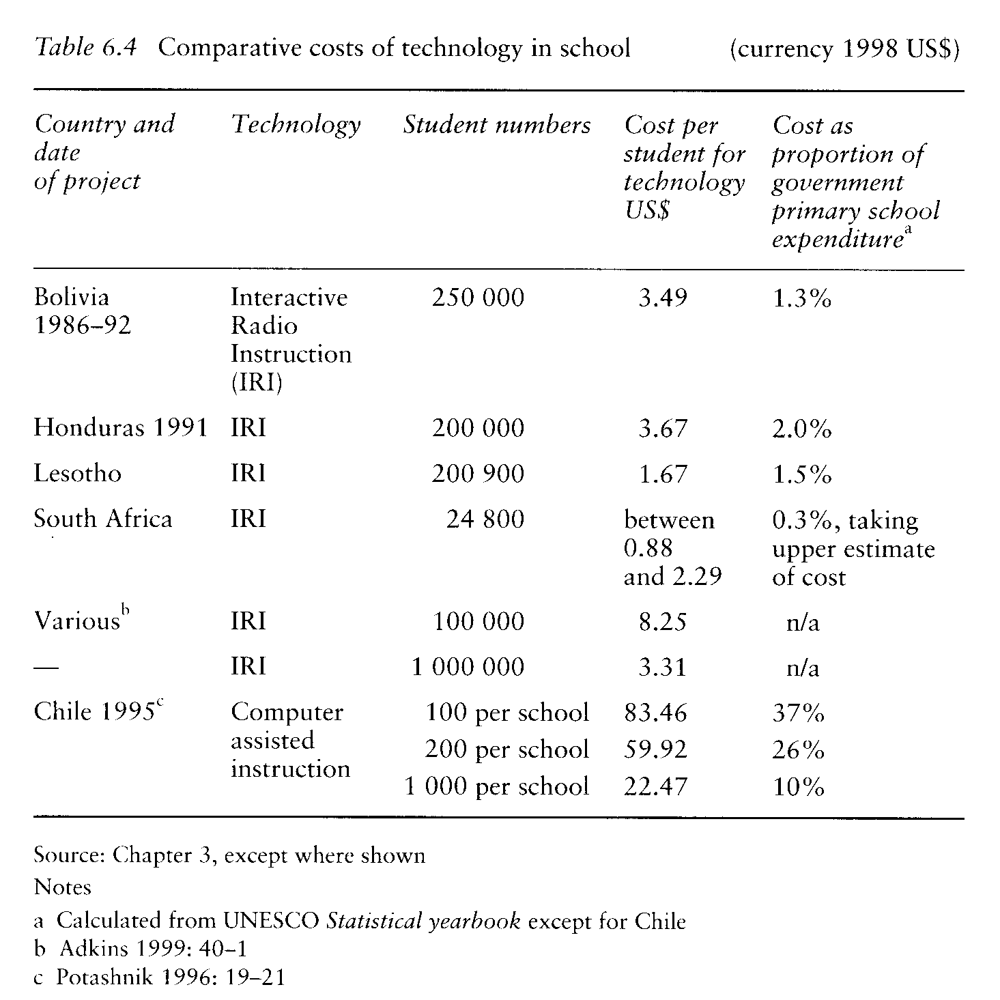 Table 6.4 Comparative costs of technology in school (currency 1998 US$)
Country and date of project Technology Student numbers Cost per student for technology US$ Cost as proportion of government primary school expenditure a
Bolivia 1986–92 Interactive Radio Instruction (IRI) 250 000 3.49 1.3%
Honduras 1991 IRI 200 000 3.67 2.0%
Lesotho IRI 200 900 1.67 1.5%
South Africa IRI 24 800 between 0.88 and 2.29 0.3%, taking upper estimate of cost
Various b IRI 100 000 8.25 n/a
— IRI 1 000 000 3.31 n/a
Chile 1995 c Computer assisted instruction 100 per school 83.46 37%
200 per school 59.92 26%
1 000 per school 22.47 10%
Source: Chapter 3, except where shown
Notes
a Calculated from UNESCO Statistical yearbook except for Chile
b Adkins 1999: 40–1
c Potashnik 1996: 19–21